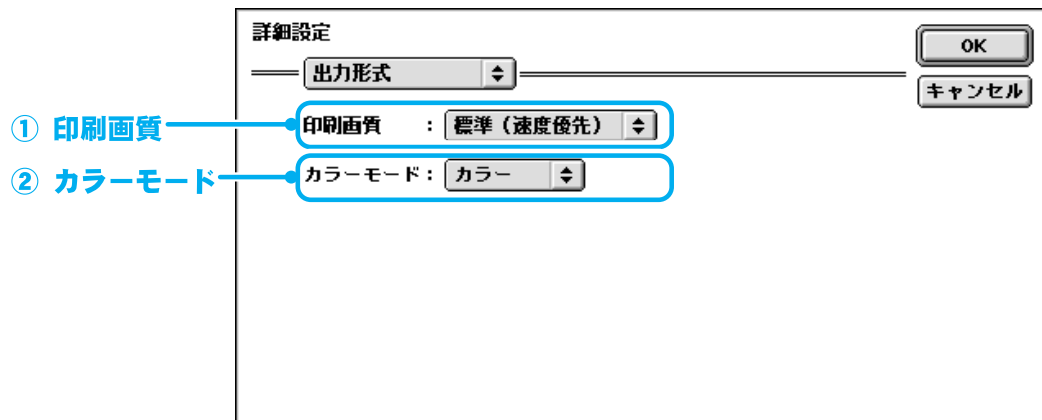 詳細設定
OK
出力形式
キャンセル
① 印刷画質
印刷画質 : 標準（速度優先）
② カラーモード
カラーモード : カラー